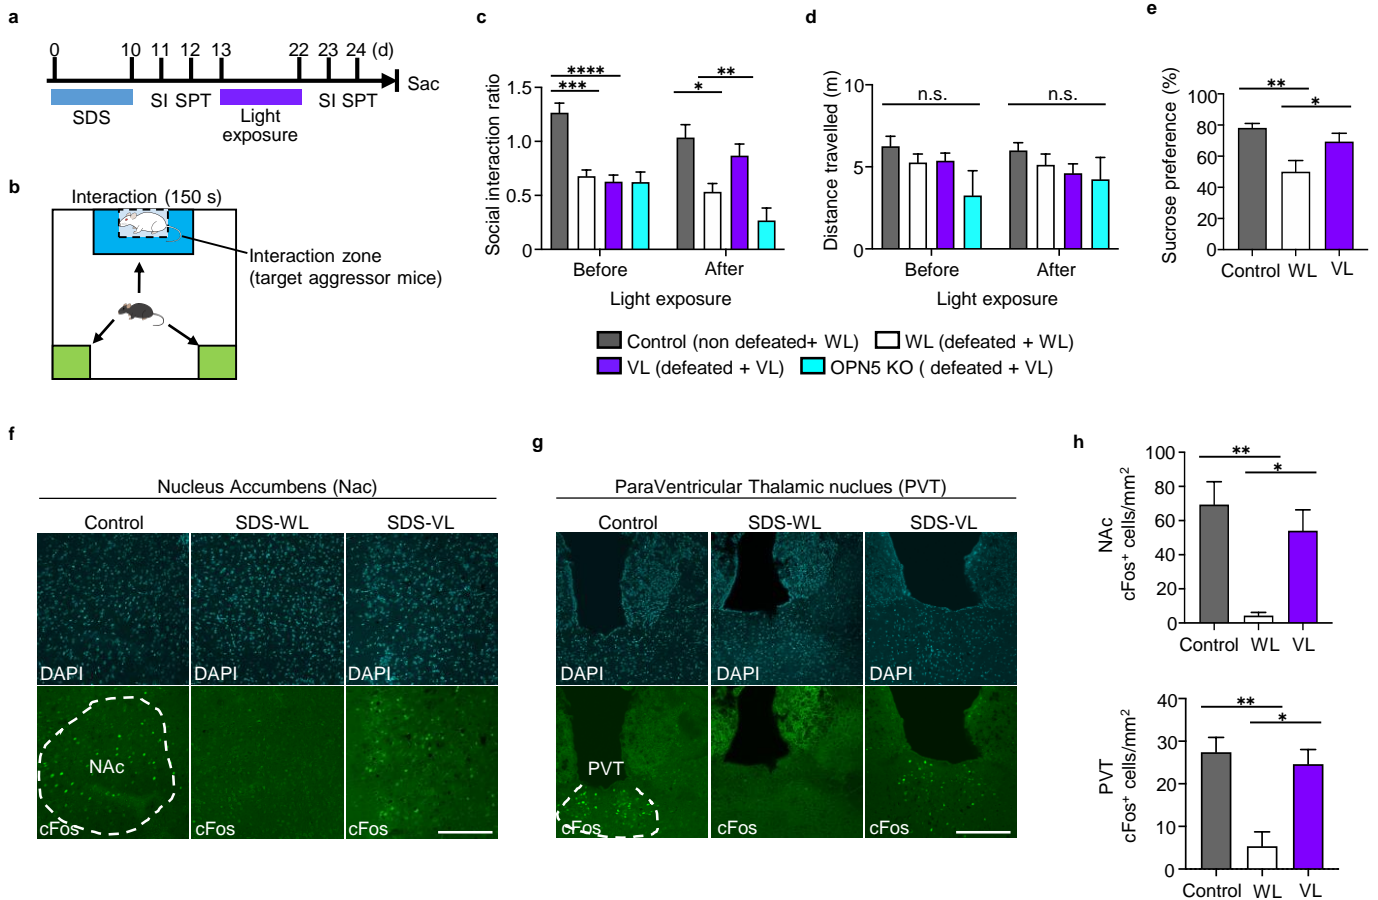 a
0 10 11 12 13 22 23 24 (d)
Sac
SI SPT SI SPT
SDS
Light
exposure
b
Interaction (150 s)
Interaction zone
(target aggressor mice)
c
Social interaction ratio
1.5
1.0
0.5
0
****
***
**
*
Before After
Light exposure
d
Distance travelled (m)
10
5
0
n.s. n.s.
Before After
Light exposure
e
Sucrose preference (%)
100
80
60
40
20
0
**
*
Control WL VL
Control (non defeated+ WL) WL (defeated + WL)
VL (defeated + VL) OPN5 KO ( defeated + VL)
f
Nucleus Accumbens (Nac)
Control SDS-WL SDS-VL
DAPI DAPI DAPI
NAc
cFos cFos cFos
g
ParaVentricular Thalamic nuclues (PVT)
Control SDS-WL SDS-VL
DAPI DAPI DAPI
PVT
cFos cFos cFos
h
NAc
cFos⁺ cells/mm²
100
80
60
40
20
0
**
*
Control WL VL
PVT
cFos⁺ cells/mm²
40
30
20
10
0
**
*
Control WL VL